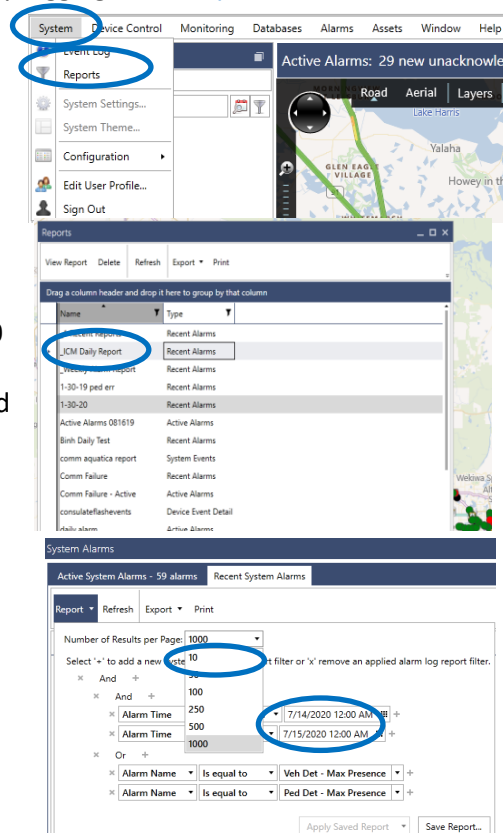 System Device Control Monitoring Databases Alarms Assets Window Help
Event Log
Reports
System Settings...
System Theme...
Configuration
Edit User Profile...
Sign Out
Active Alarms: 29 new unacknowle
Road Aerial Layers
Lake Harris
Yalaha
GLEN EAGLE
VILLAGE
Howey in th
Reports
View Report Delete Refresh Export Print
Drag a column header and drop it here to group by that column
Name Type
Recent Alarms
_ICM Daily Report Recent Alarms
Recent Alarms
1-30-19 ped err Recent Alarms
1-30-20 Recent Alarms
Active Alarms 081619 Active Alarms
Binh Daily Test Recent Alarms
comm aquatica report System Events
Comm Failure Recent Alarms
Comm Failure - Active Active Alarms
consulateflashevents Device Event Detail
daily alarm Active Alarms
)
d
Wekiwa S
System Alarms
Active System Alarms - 59 alarms Recent System Alarms
Report Refresh Export Print
Number of Results per Page: 1000
10
100
250
500
1000
Select '+' to add a new syste rt filter or 'x' remove an applied alarm log report filter.
× And +
× And +
× Alarm Time 7/14/2020 12:00 AM +
× Alarm Time 7/15/2020 12:00 AM +
× Or +
× Alarm Name Is equal to Veh Det - Max Presence +
× Alarm Name Is equal to Ped Det - Max Presence +
Apply Saved Report Save Report...